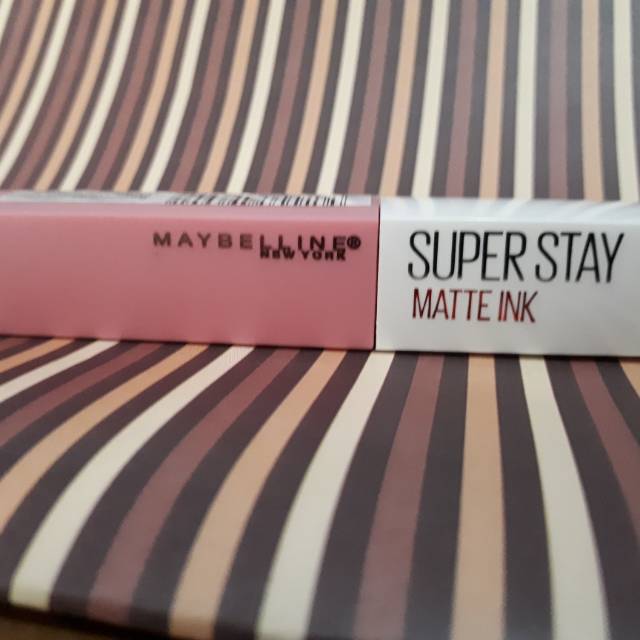 MAYBELLINE®
NEW YORK
SUPER STAY
MATTE INK